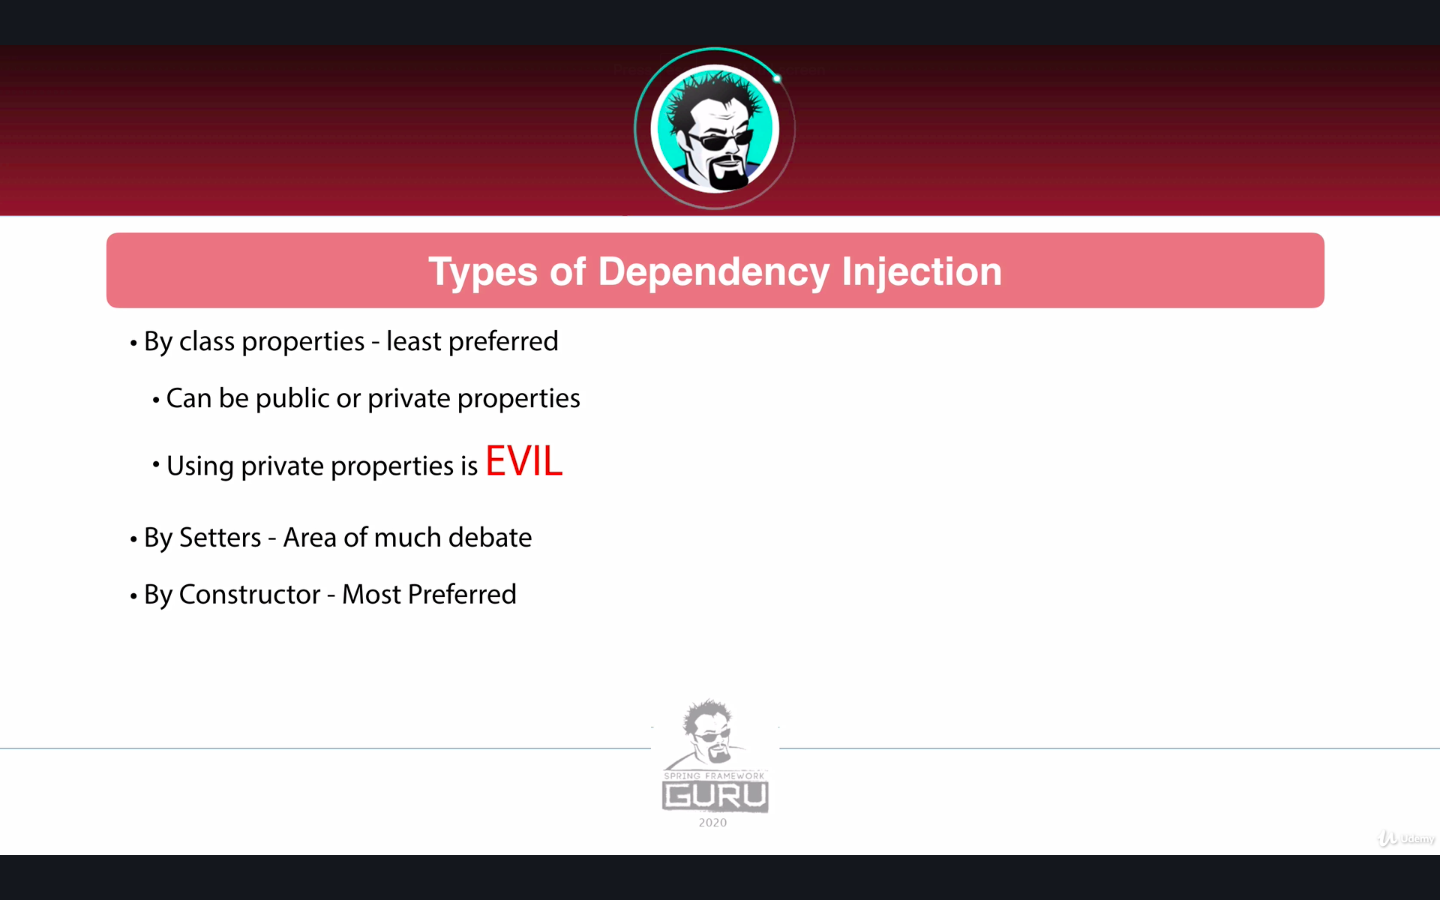 Types of Dependency Injection
• By class properties - least preferred
• Can be public or private properties
• Using private properties is EVIL
• By Setters - Area of much debate
• By Constructor - Most Preferred
SPRING FRAMEWORK
GURU
2020
Udemy